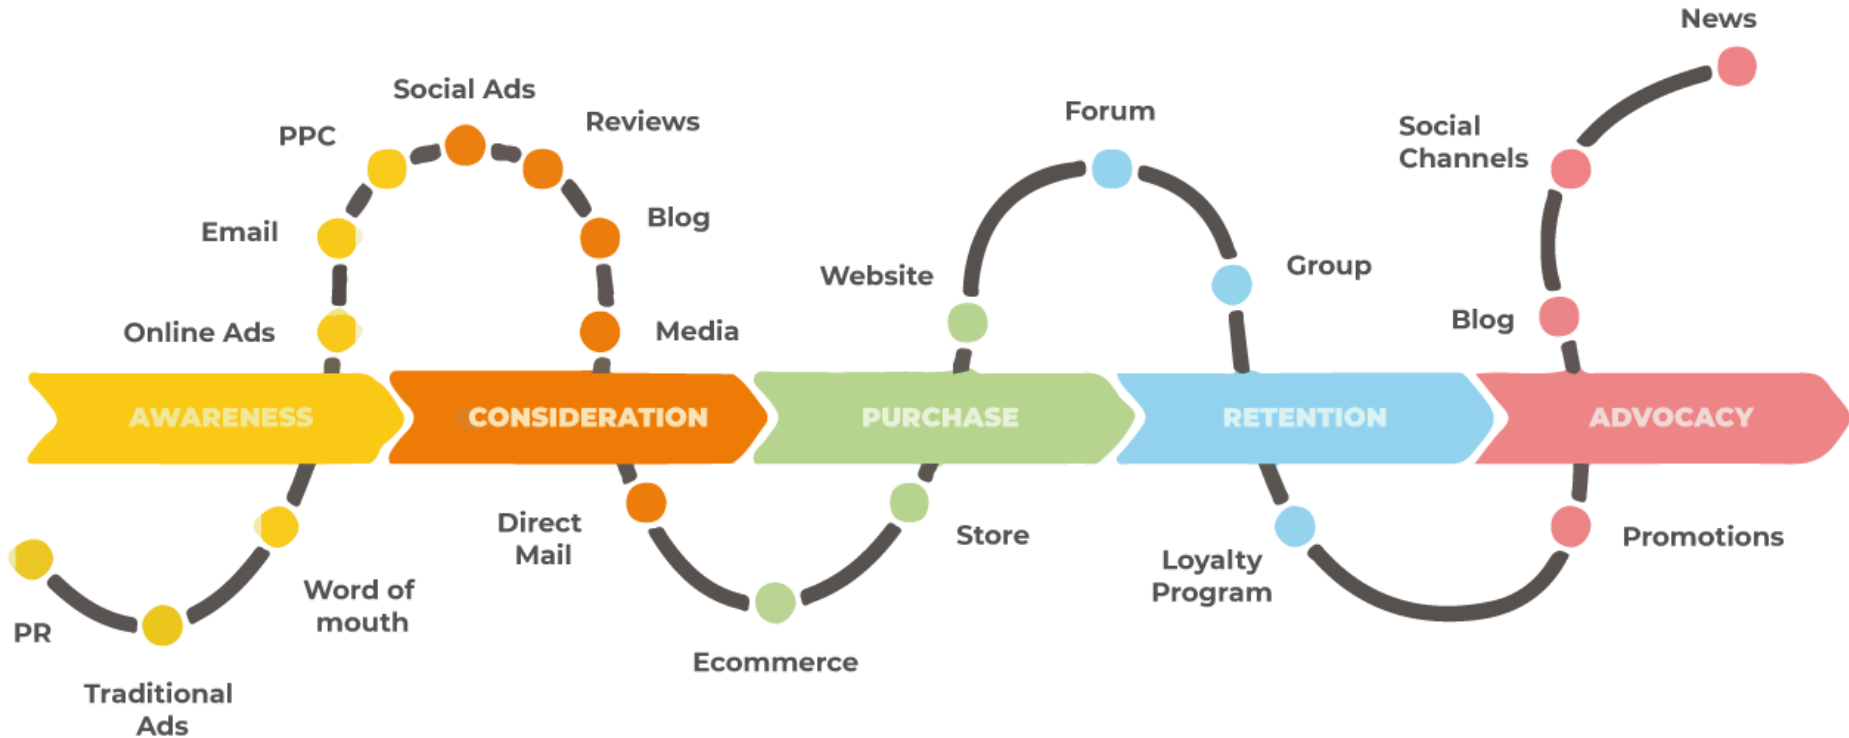 News
Social Ads
Reviews
PPC
Forum
Social
Channels
Email
Blog
Group
Website
Online Ads
Media
Blog
AWARENESS
CONSIDERATION
PURCHASE
RETENTION
ADVOCACY
Direct
Mail
Store
Promotions
Loyalty
Program
Word of
mouth
PR
Ecommerce
Traditional
Ads